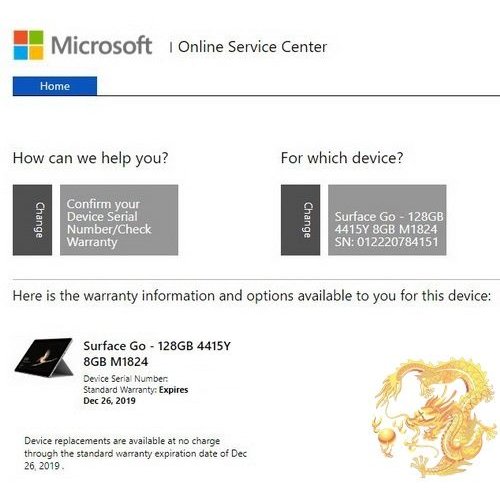 Microsoft | Online Service Center
Home
How can we help you?
For which device?
Change
Confirm your
Device Serial
Number/Check
Warranty
Change
Surface Go - 128GB
4415Y 8GB M1824
SN: 012220784151
Here is the warranty information and options available to you for this device:
Surface Go - 128GB 4415Y
8GB M1824
Device Serial Number:
Standard Warranty: Expires
Dec 26, 2019
Device replacements are available at no charge
through the standard warranty expiration date of Dec
26, 2019 .